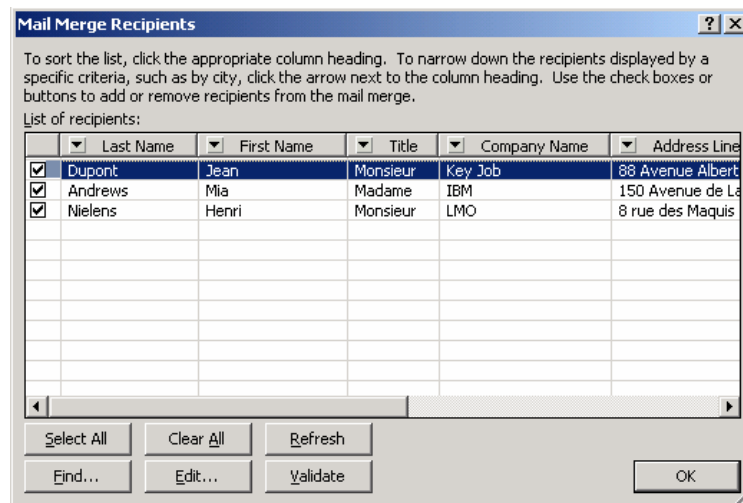 Mail Merge Recipients
To sort the list, click the appropriate column heading. To narrow down the recipients displayed by a
specific criteria, such as by city, click the arrow next to the column heading. Use the check boxes or
buttons to add or remove recipients from the mail merge.
List of recipients:
Last Name First Name Title Company Name Address Line
Dupont Jean Monsieur Key Job 88 Avenue Albert
Andrews Mia Madame IBM 150 Avenue de La
Nielens Henri Monsieur LMO 8 rue des Maquis
Select All Clear All Refresh
Find... Edit... Validate OK